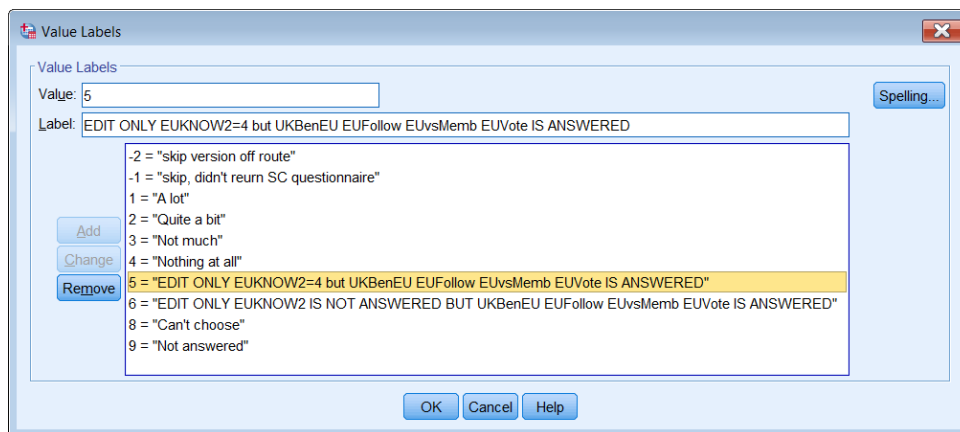 Value Labels
Value Labels
Value: 5
Spelling...
Label: EDIT ONLY EUKNOW2=4 but UKBenEU EUFollow EUvsMemb EUVote IS ANSWERED
-2 = "skip version off route"
-1 = "skip, didn't reurn SC questionnaire"
1 = "A lot"
2 = "Quite a bit"
3 = "Not much"
4 = "Nothing at all"
5 = "EDIT ONLY EUKNOW2=4 but UKBenEU EUFollow EUvsMemb EUVote IS ANSWERED"
6 = "EDIT ONLY EUKNOW2 IS NOT ANSWERED BUT UKBenEU EUFollow EUvsMemb EUVote IS ANSWERED"
8 = "Can't choose"
9 = "Not answered"
Add
Change
Remove
OK Cancel Help